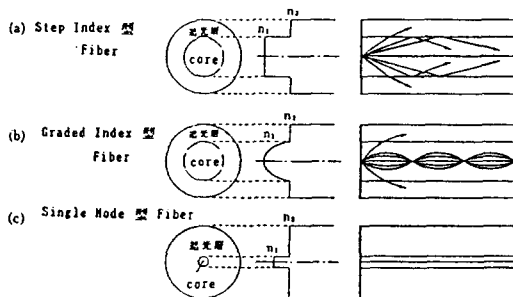 (a) Step Index 型
Fiber
core
n₁
n₂
(b) Graded Index 型
Fiber
core
n₁
n₂
(c) Single Mode 型 Fiber
core
n₁